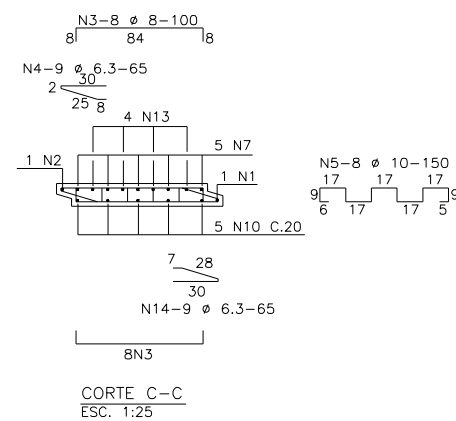 N3-8 ø 8-100
8 84 8
N4-9 ø 6.3-65
30
2
25 8
4 N13
5 N7
1 N2
1 N1
N5-8 ø 10-150
17 17 17
9 9
6 17 17 5
5 N10 C.20
7 28
30
N14-9 ø 6.3-65
8N3
CORTE C-C
ESC. 1:25